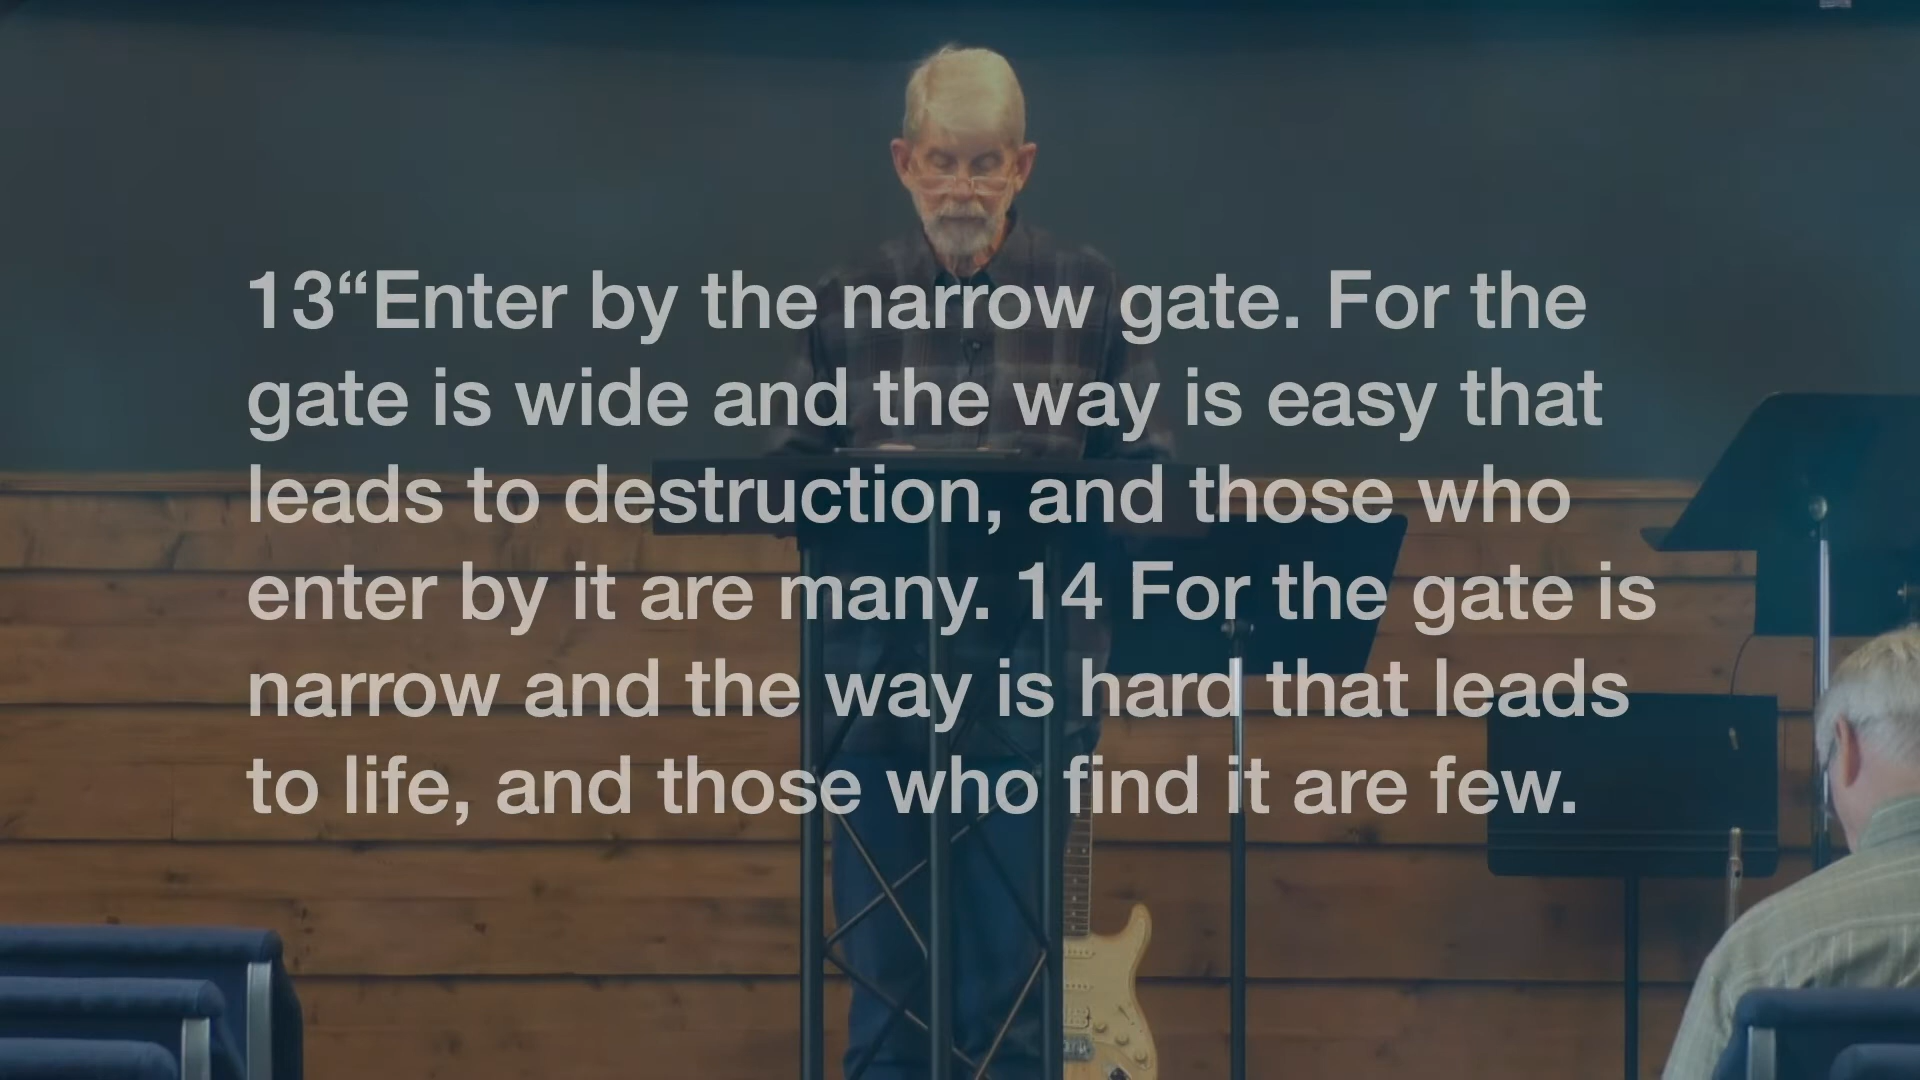 13“Enter by the narrow gate. For the
gate is wide and the way is easy that
leads to destruction, and those who
enter by it are many. 14 For the gate is
narrow and the way is hard that leads
to life, and those who find it are few.